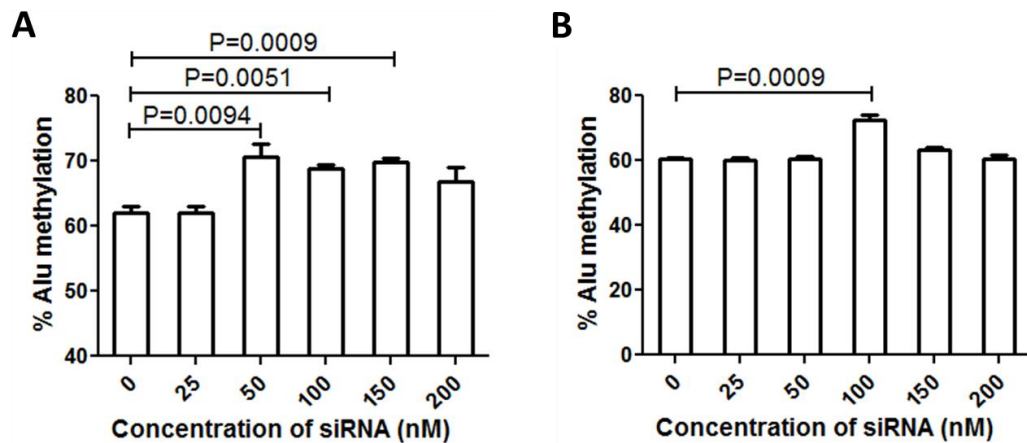 A
P=0.0009
P=0.0051
P=0.0094
80
70
60
50
40
% Alu methylation
0 25 50 100 150 200
Concentration of siRNA (nM)
B
P=0.0009
80
60
40
20
0
% Alu methylation
0 25 50 100 150 200
Concentration of siRNA (nM)